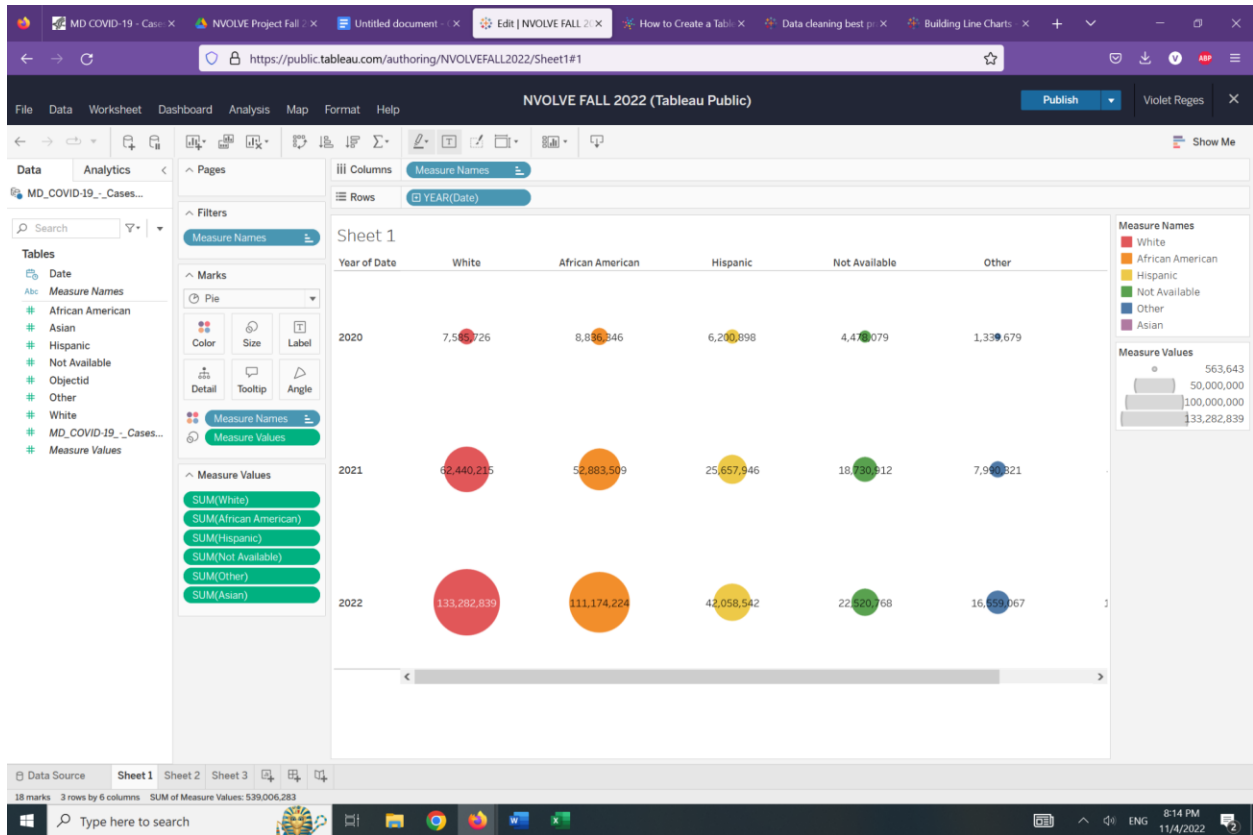 MD COVID-19 - Cases
NVOLVE Project Fall 2
Untitled document -
Edit | NVOLVE FALL 20
How to Create a Table
Data cleaning best pr
Building Line Charts -
https://public.tableau.com/authoring/NVOLVEFALL2022/Sheet1#1
V
ABP
File Data Worksheet Dashboard Analysis Map Format Help
NVOLVE FALL 2022 (Tableau Public)
Publish
Violet Reges
Show Me
Data Analytics
MD_COVID-19_-_Cases...
Search
Tables
Date
Abc Measure Names
# African American
# Asian
# Hispanic
# Not Available
# Objectid
# Other
# White
# MD_COVID-19_-_Cases...
# Measure Values
Pages
Filters
Measure Names
Marks
Pie
Color Size Label
Detail Tooltip Angle
Measure Names
Measure Values
Measure Values
SUM(White)
SUM(African American)
SUM(Hispanic)
SUM(Not Available)
SUM(Other)
SUM(Asian)
Columns Measure Names
Rows YEAR(Date)
Sheet 1
Year of Date White African American Hispanic Not Available Other
2020 7,585,726 8,836,346 6,200,898 4,478,079 1,339,679
2021 62,440,215 52,883,509 25,657,946 18,730,912 7,990,321
2022 133,282,839 111,174,224 42,058,542 22,520,768 16,559,067
Measure Names
White
African American
Hispanic
Not Available
Other
Asian
Measure Values
563,643
50,000,000
100,000,000
133,282,839
Data Source Sheet 1 Sheet 2 Sheet 3
18 marks 3 rows by 6 columns SUM of Measure Values: 539,006,283
Type here to search
ENG
8:14 PM
11/4/2022
2